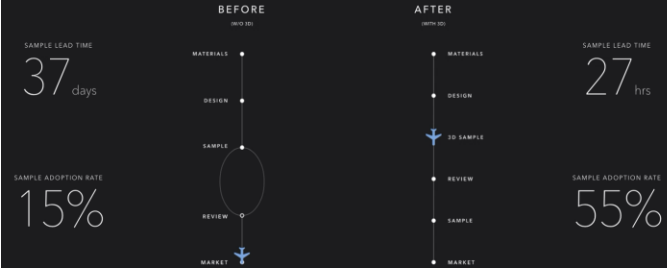 BEFORE
(W/O 3D)
AFTER
(WITH 3D)
SAMPLE LEAD TIME
37 days
SAMPLE ADOPTION RATE
15%
MATERIALS
DESIGN
SAMPLE
REVIEW
MARKET
MATERIALS
DESIGN
3D SAMPLE
REVIEW
SAMPLE
MARKET
SAMPLE LEAD TIME
27 hrs
SAMPLE ADOPTION RATE
55%